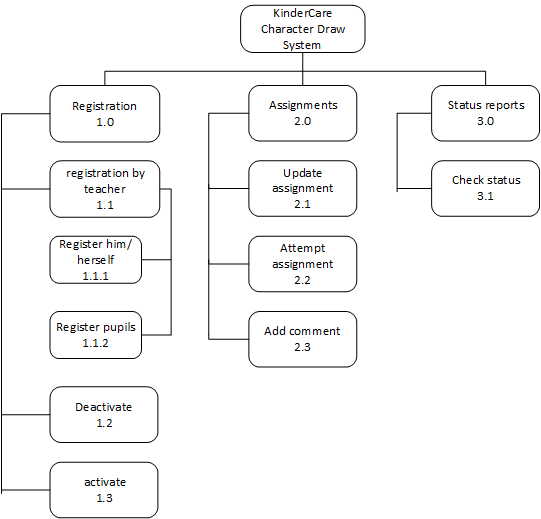 KinderCare
Character Draw
System
Registration
1.0
registration by
teacher
1.1
Register him/
herself
1.1.1
Register pupils
1.1.2
Deactivate
1.2
activate
1.3
Assignments
2.0
Update
assignment
2.1
Attempt
assignment
2.2
Add comment
2.3
Status reports
3.0
Check status
3.1